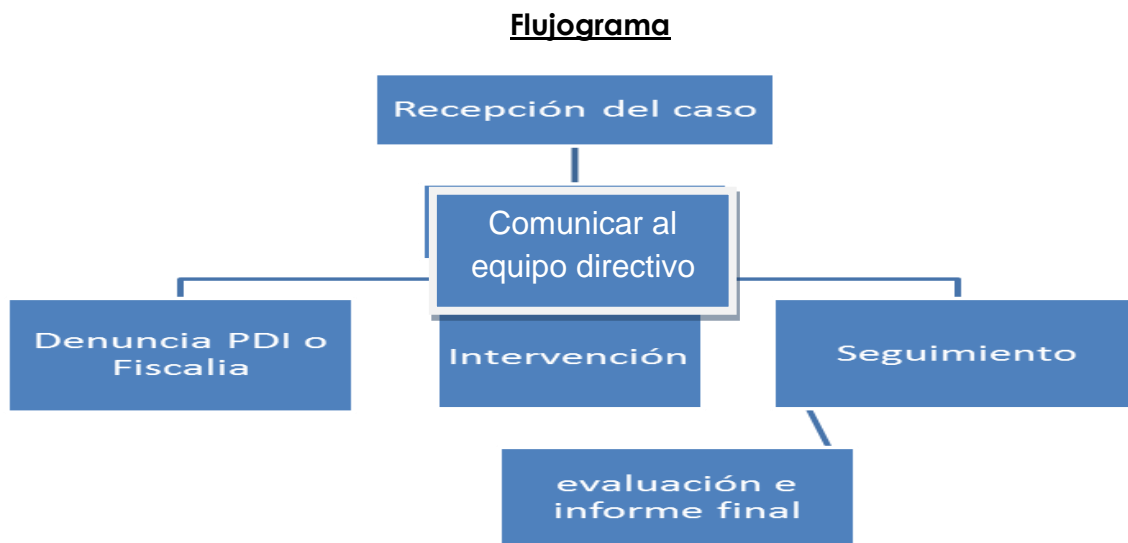 Flujograma
Recepción del caso
Comunicar al
equipo directivo
Denuncia PDI o
Fiscalia
Intervención
Seguimiento
evaluación e
informe final